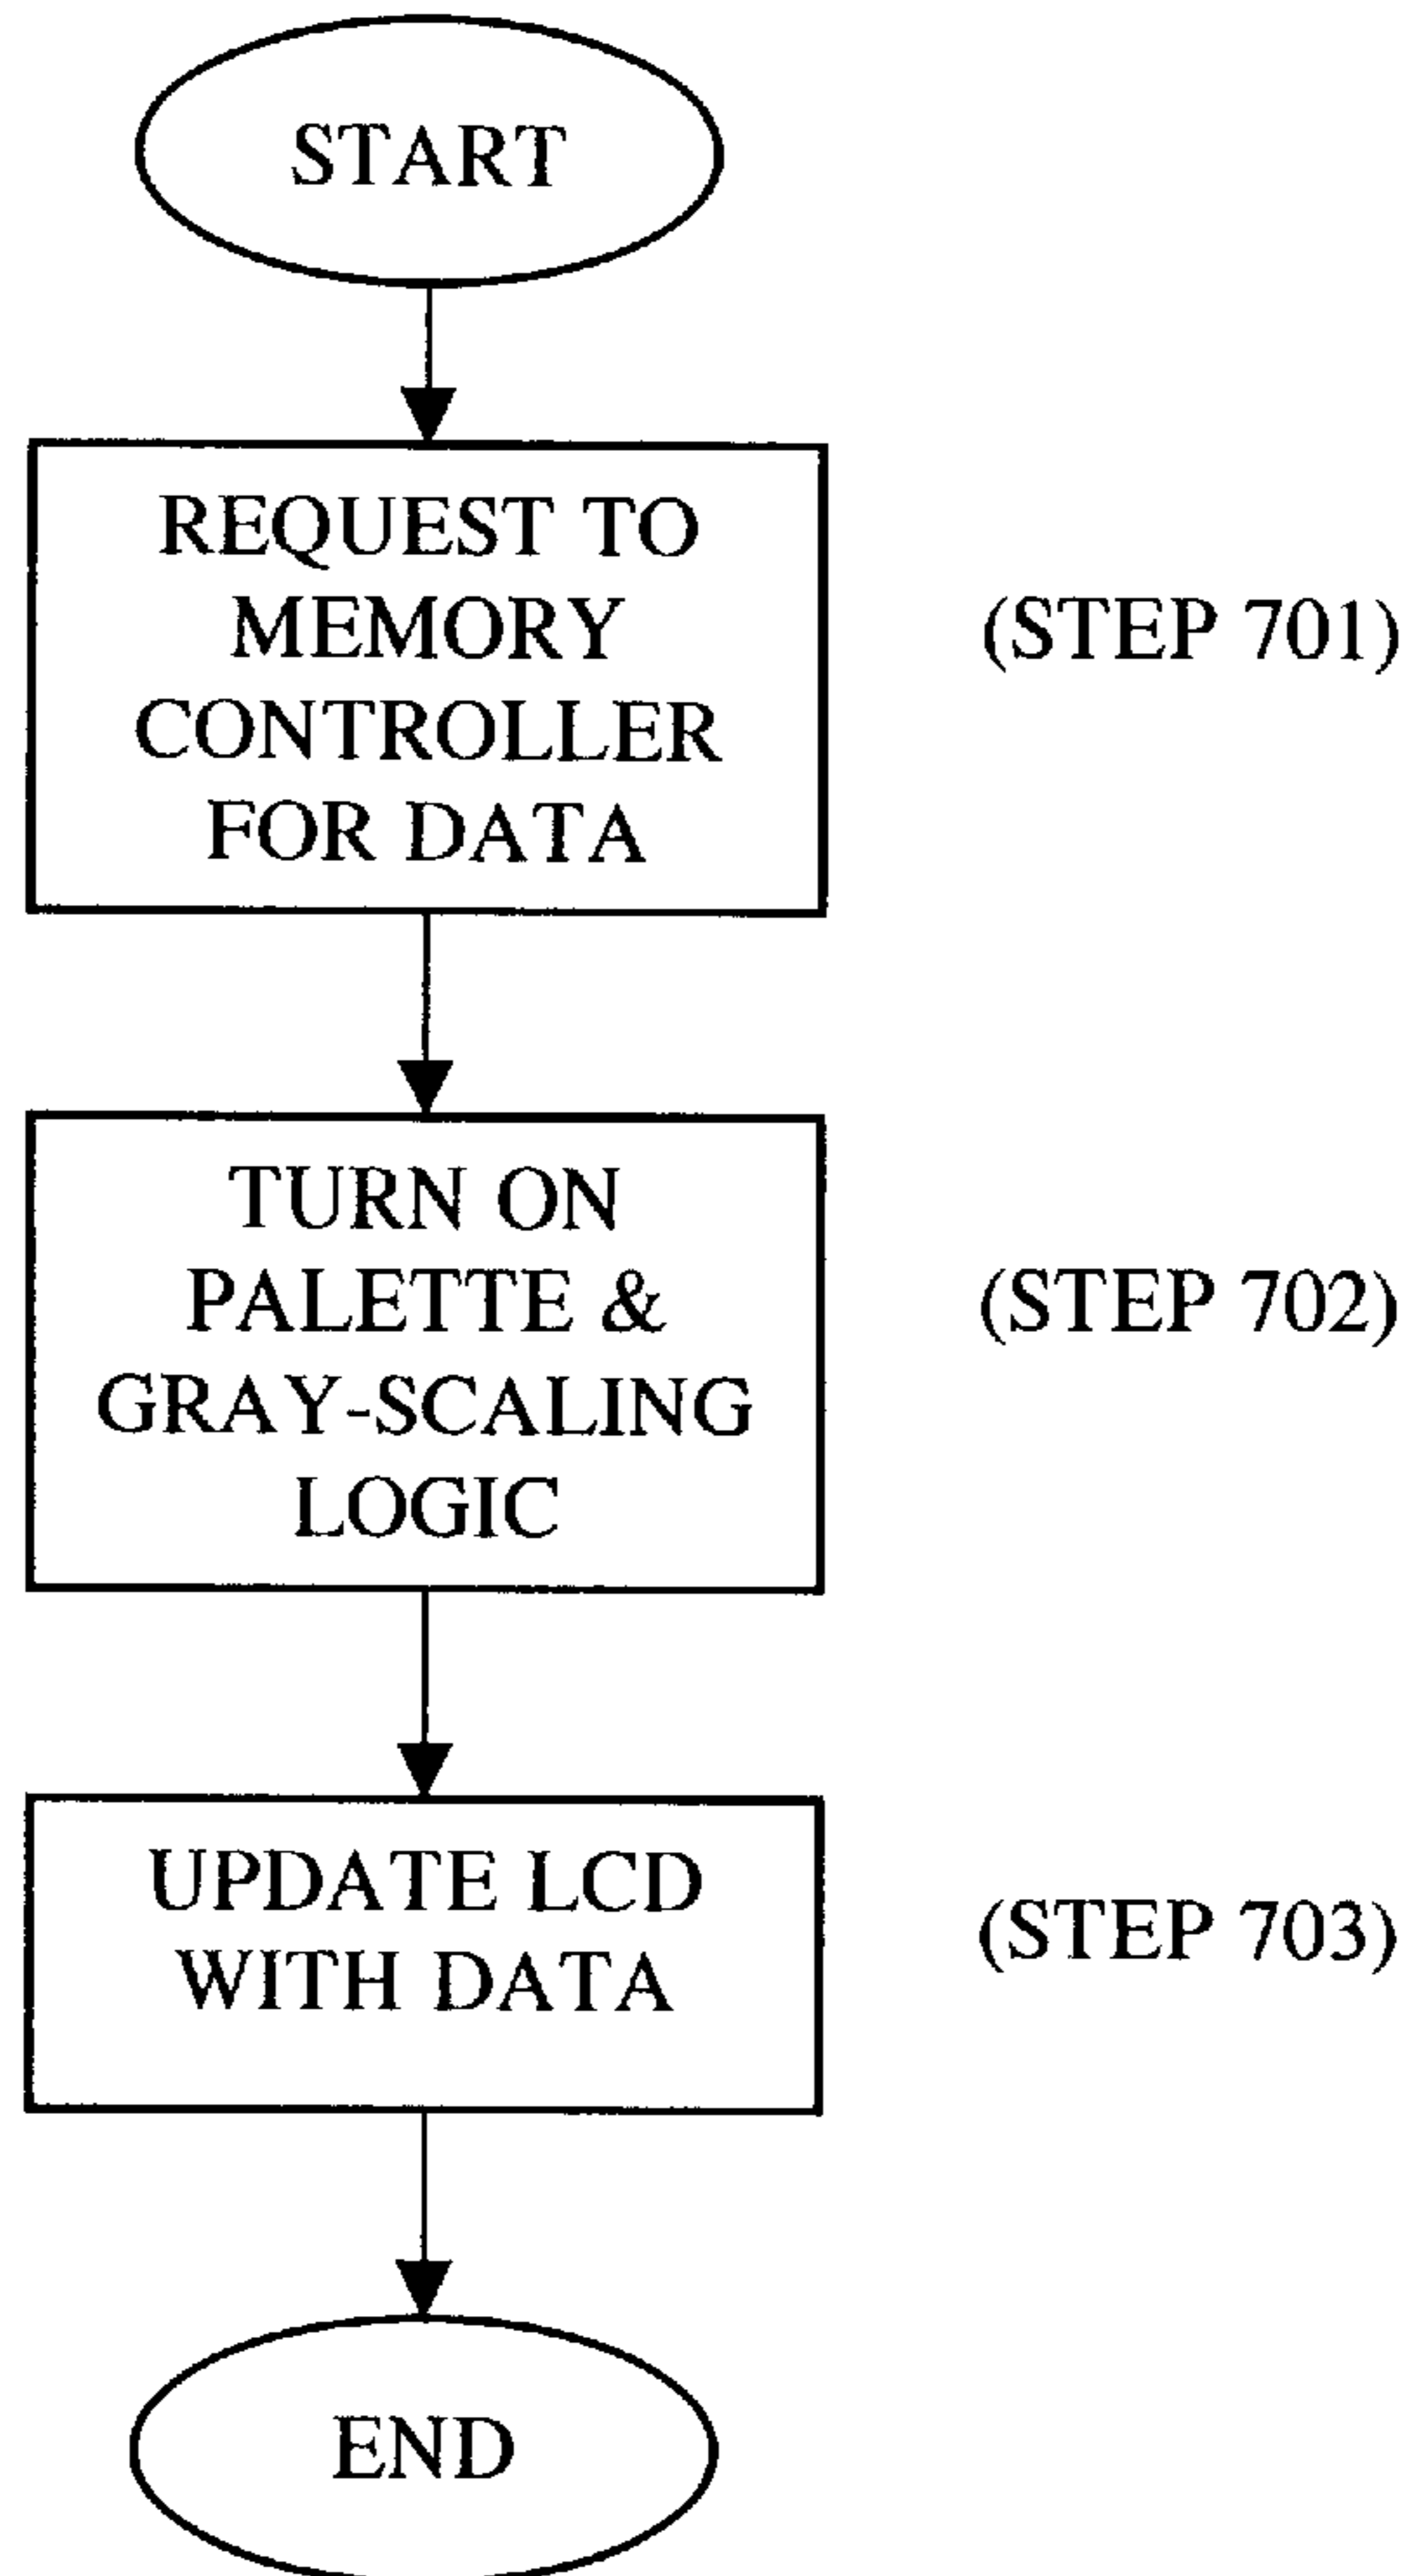 START
REQUEST TO
MEMORY
CONTROLLER
FOR DATA
(STEP 701)
TURN ON
PALETTE &
GRAY-SCALING
LOGIC
(STEP 702)
UPDATE LCD
WITH DATA
(STEP 703)
END